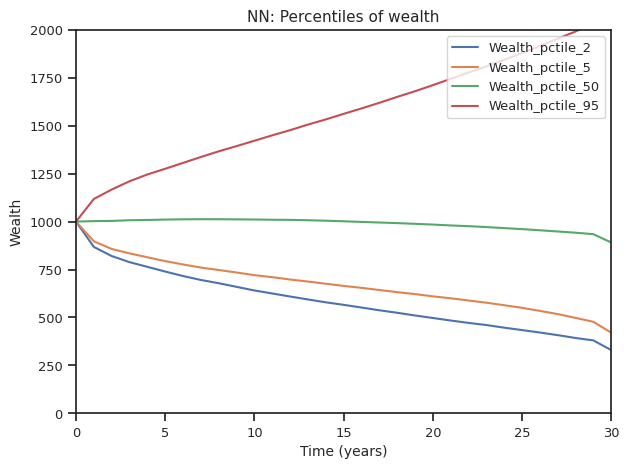 NN: Percentiles of wealth
Wealth_pctile_2
Wealth_pctile_5
Wealth_pctile_50
Wealth_pctile_95
Wealth
2000
1750
1500
1250
1000
750
500
250
0
0 5 10 15 20 25 30
Time (years)